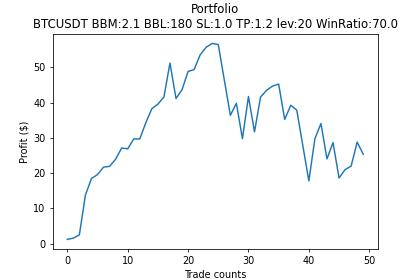 Portfolio
BTCUSDT BBM:2.1 BBL:180 SL:1.0 TP:1.2 lev:20 WinRatio:70.0
50
40
30
20
10
0
Profit ($)
0 10 20 30 40 50
Trade counts